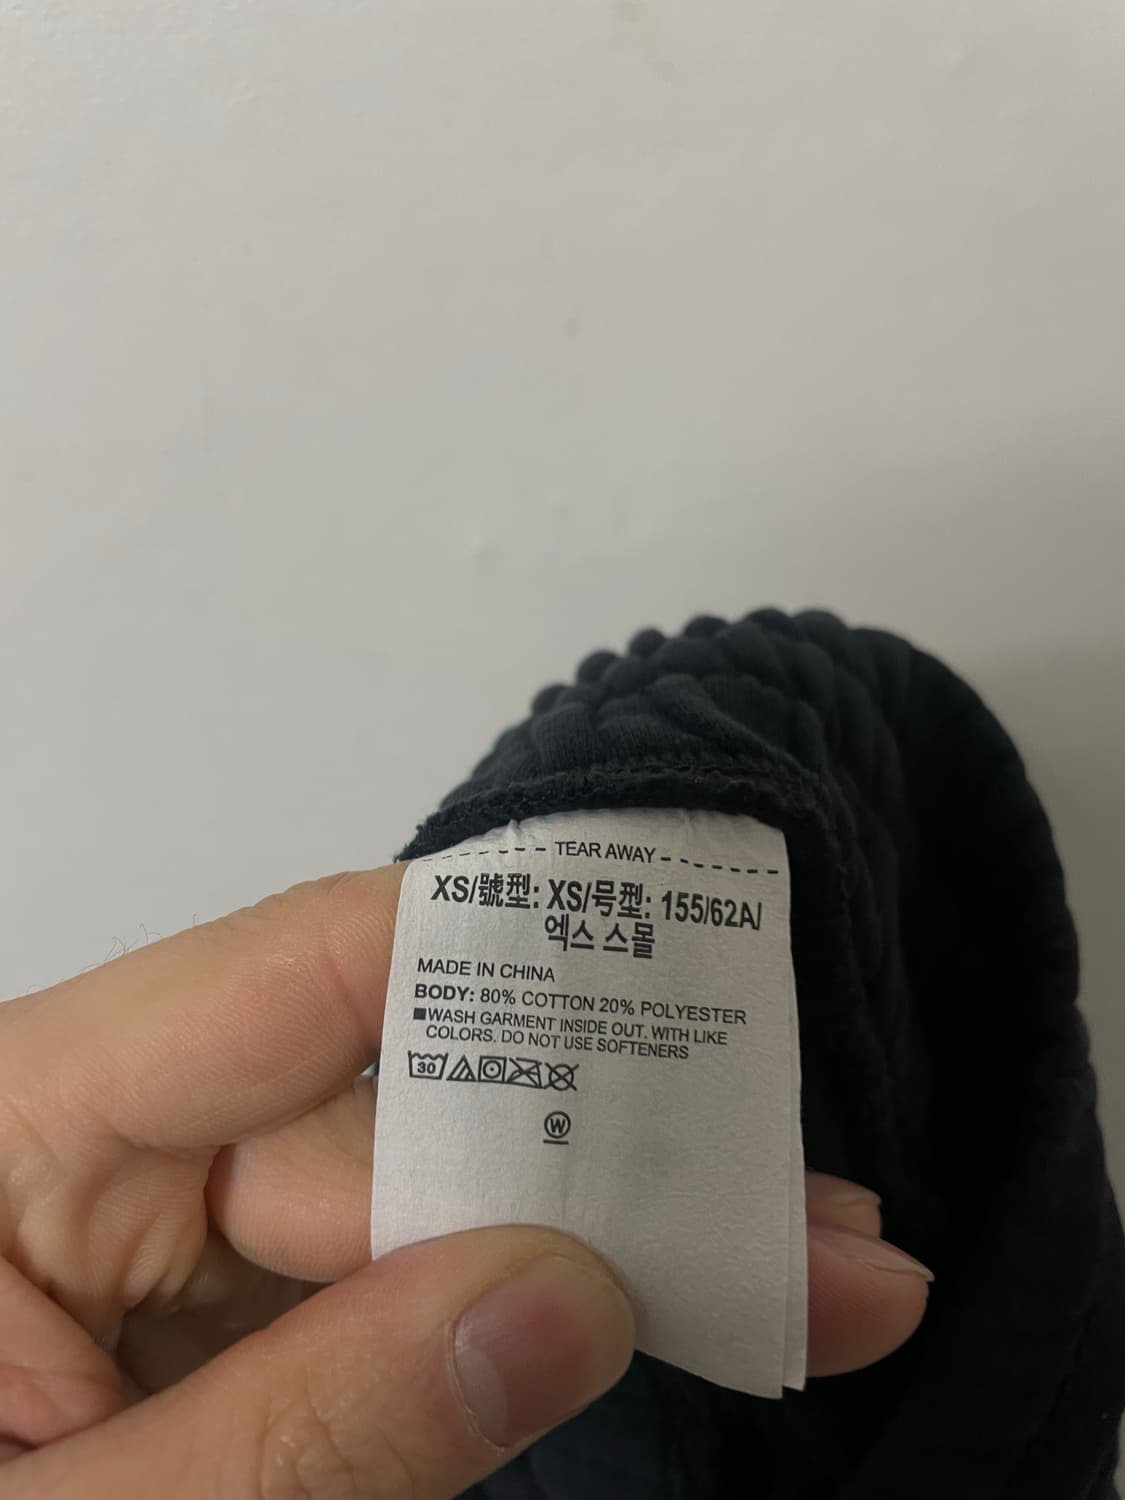 TEAR AWAY
XS/號型: XS/号型: 155/62A/
엑스 스몰
MADE IN CHINA
BODY: 80% COTTON 20% POLYESTER
■WASH GARMENT INSIDE OUT. WITH LIKE
COLORS. DO NOT USE SOFTENERS
30
W